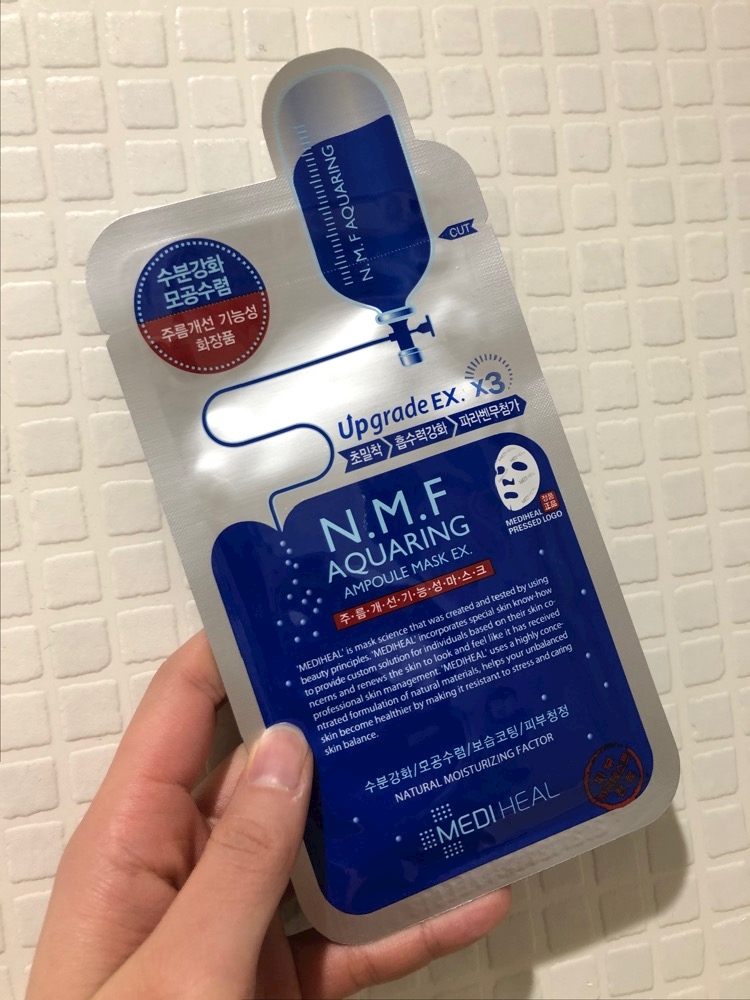 N.M.F AQUARING
CUT
수분강화
모공수렴
주름개선 기능성
화장품
Upgrade EX. x3
초밀착 흡수력강화 파라벤무첨가
MEDIHEAL
PRESSED LOGO
정품
正品
N.M.F
AQUARING
AMPOULE MASK EX.
주·름·개·선·기·능·성·마·스·크
'MEDIHEAL' is mask science that was created and tested by using
beauty principles. 'MEDIHEAL' incorporates special skin know-how
to provide custom solution for individuals based on their skin co-
ncerns and renews the skin to look and feel like it has received
professional skin management. 'MEDIHEAL' uses a highly conce-
ntrated formulation of natural materials, helps your unbalanced
skin become healthier by making it resistant to stress and caring
skin balance.
수분강화/모공수렴/보습코팅/피부청정
NATURAL MOISTURIZING FACTOR
MEDIHEAL